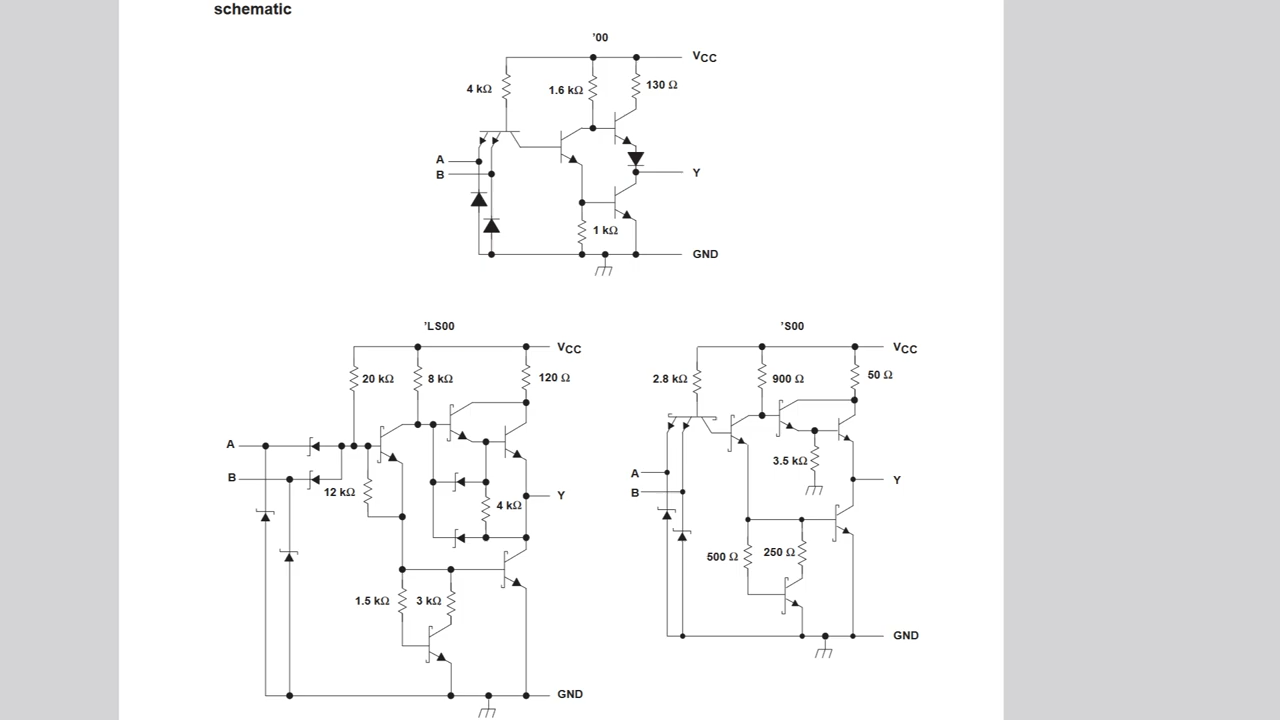 schematic
’00
VCC
4 kΩ
1.6 kΩ
130 Ω
A
B
Y
1 kΩ
GND
’LS00
VCC
20 kΩ
8 kΩ
120 Ω
A
B
12 kΩ
4 kΩ
Y
1.5 kΩ
3 kΩ
GND
’S00
VCC
2.8 kΩ
900 Ω
50 Ω
3.5 kΩ
A
B
Y
500 Ω
250 Ω
GND